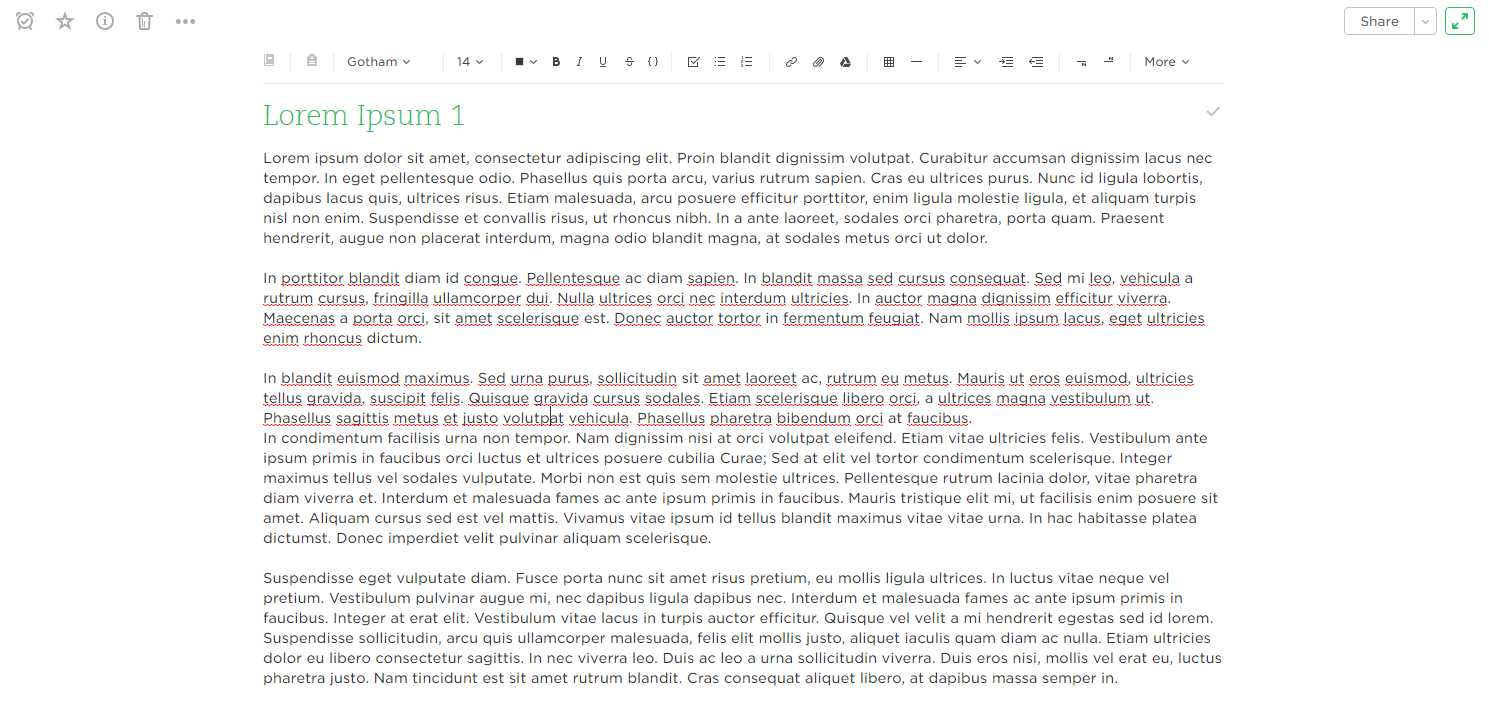 Share
Gotham 14 B I U S {} More
Lorem Ipsum 1
Lorem ipsum dolor sit amet, consectetur adipiscing elit. Proin blandit dignissim volutpat. Curabitur accumsan dignissim lacus nec
tempor. In eget pellentesque odio. Phasellus quis porta arcu, varius rutrum sapien. Cras eu ultrices purus. Nunc id ligula lobortis,
dapibus lacus quis, ultrices risus. Etiam malesuada, arcu posuere efficitur porttitor, enim ligula molestie ligula, et aliquam turpis
nisl non enim. Suspendisse et convallis risus, ut rhoncus nibh. In a ante laoreet, sodales orci pharetra, porta quam. Praesent
hendrerit, augue non placerat interdum, magna odio blandit magna, at sodales metus orci ut dolor.
In porttitor blandit diam id congue. Pellentesque ac diam sapien. In blandit massa sed cursus consequat. Sed mi leo, vehicula a
rutrum cursus, fringilla ullamcorper dui. Nulla ultrices orci nec interdum ultricies. In auctor magna dignissim efficitur viverra.
Maecenas a porta orci, sit amet scelerisque est. Donec auctor tortor in fermentum feugiat. Nam mollis ipsum lacus, eget ultricies
enim rhoncus dictum.
In blandit euismod maximus. Sed urna purus, sollicitudin sit amet laoreet ac, rutrum eu metus. Mauris ut eros euismod, ultricies
tellus gravida, suscipit felis. Quisque gravida cursus sodales. Etiam scelerisque libero orci, a ultrices magna vestibulum ut.
Phasellus sagittis metus et justo volutpat vehicula. Phasellus pharetra bibendum orci at faucibus.
In condimentum facilisis urna non tempor. Nam dignissim nisi at orci volutpat eleifend. Etiam vitae ultricies felis. Vestibulum ante
ipsum primis in faucibus orci luctus et ultrices posuere cubilia Curae; Sed at elit vel tortor condimentum scelerisque. Integer
maximus tellus vel sodales vulputate. Morbi non est quis sem molestie ultrices. Pellentesque rutrum lacinia dolor, vitae pharetra
diam viverra et. Interdum et malesuada fames ac ante ipsum primis in faucibus. Mauris tristique elit mi, ut facilisis enim posuere sit
amet. Aliquam cursus sed est vel mattis. Vivamus vitae ipsum id tellus blandit maximus vitae vitae urna. In hac habitasse platea
dictumst. Donec imperdiet velit pulvinar aliquam scelerisque.
Suspendisse eget vulputate diam. Fusce porta nunc sit amet risus pretium, eu mollis ligula ultrices. In luctus vitae neque vel
pretium. Vestibulum pulvinar augue mi, nec dapibus ligula dapibus nec. Interdum et malesuada fames ac ante ipsum primis in
faucibus. Integer at erat elit. Vestibulum vitae lacus in turpis auctor efficitur. Quisque vel velit a mi hendrerit egestas sed id lorem.
Suspendisse sollicitudin, arcu quis ullamcorper malesuada, felis elit mollis justo, aliquet iaculis quam diam ac nulla. Etiam ultricies
dolor eu libero consectetur sagittis. In nec viverra leo. Duis ac leo a urna sollicitudin viverra. Duis eros nisi, mollis vel erat eu, luctus
pharetra justo. Nam tincidunt est sit amet rutrum blandit. Cras consequat aliquet libero, at dapibus massa semper in.